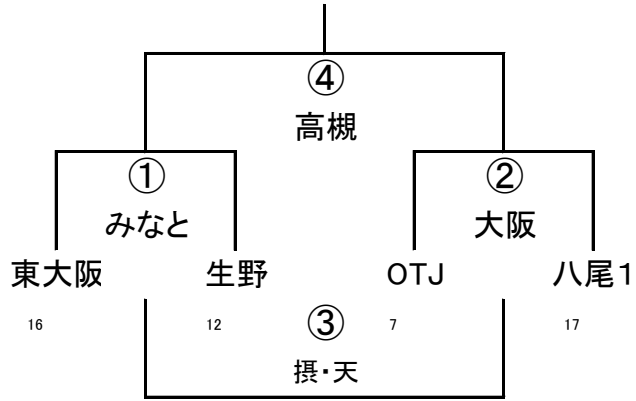 ④
高槻
① ②
みなと 大阪
東大阪 生野 OTJ 八尾1
16 12 ③ 7 17
摂・天